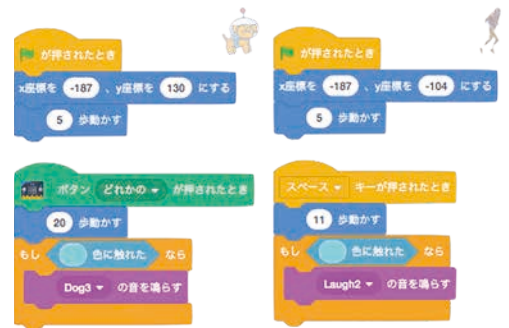 が押されたとき
x座標を -187 、y座標を 130 にする
5 歩動かす
ボタン どれかの が押されたとき
20 歩動かす
もし 色に触れた なら
Dog3 の音を鳴らす
が押されたとき
x座標を -187 、y座標を -104 にする
5 歩動かす
スペース キーが押されたとき
11 歩動かす
もし 色に触れた なら
Laugh2 の音を鳴らす